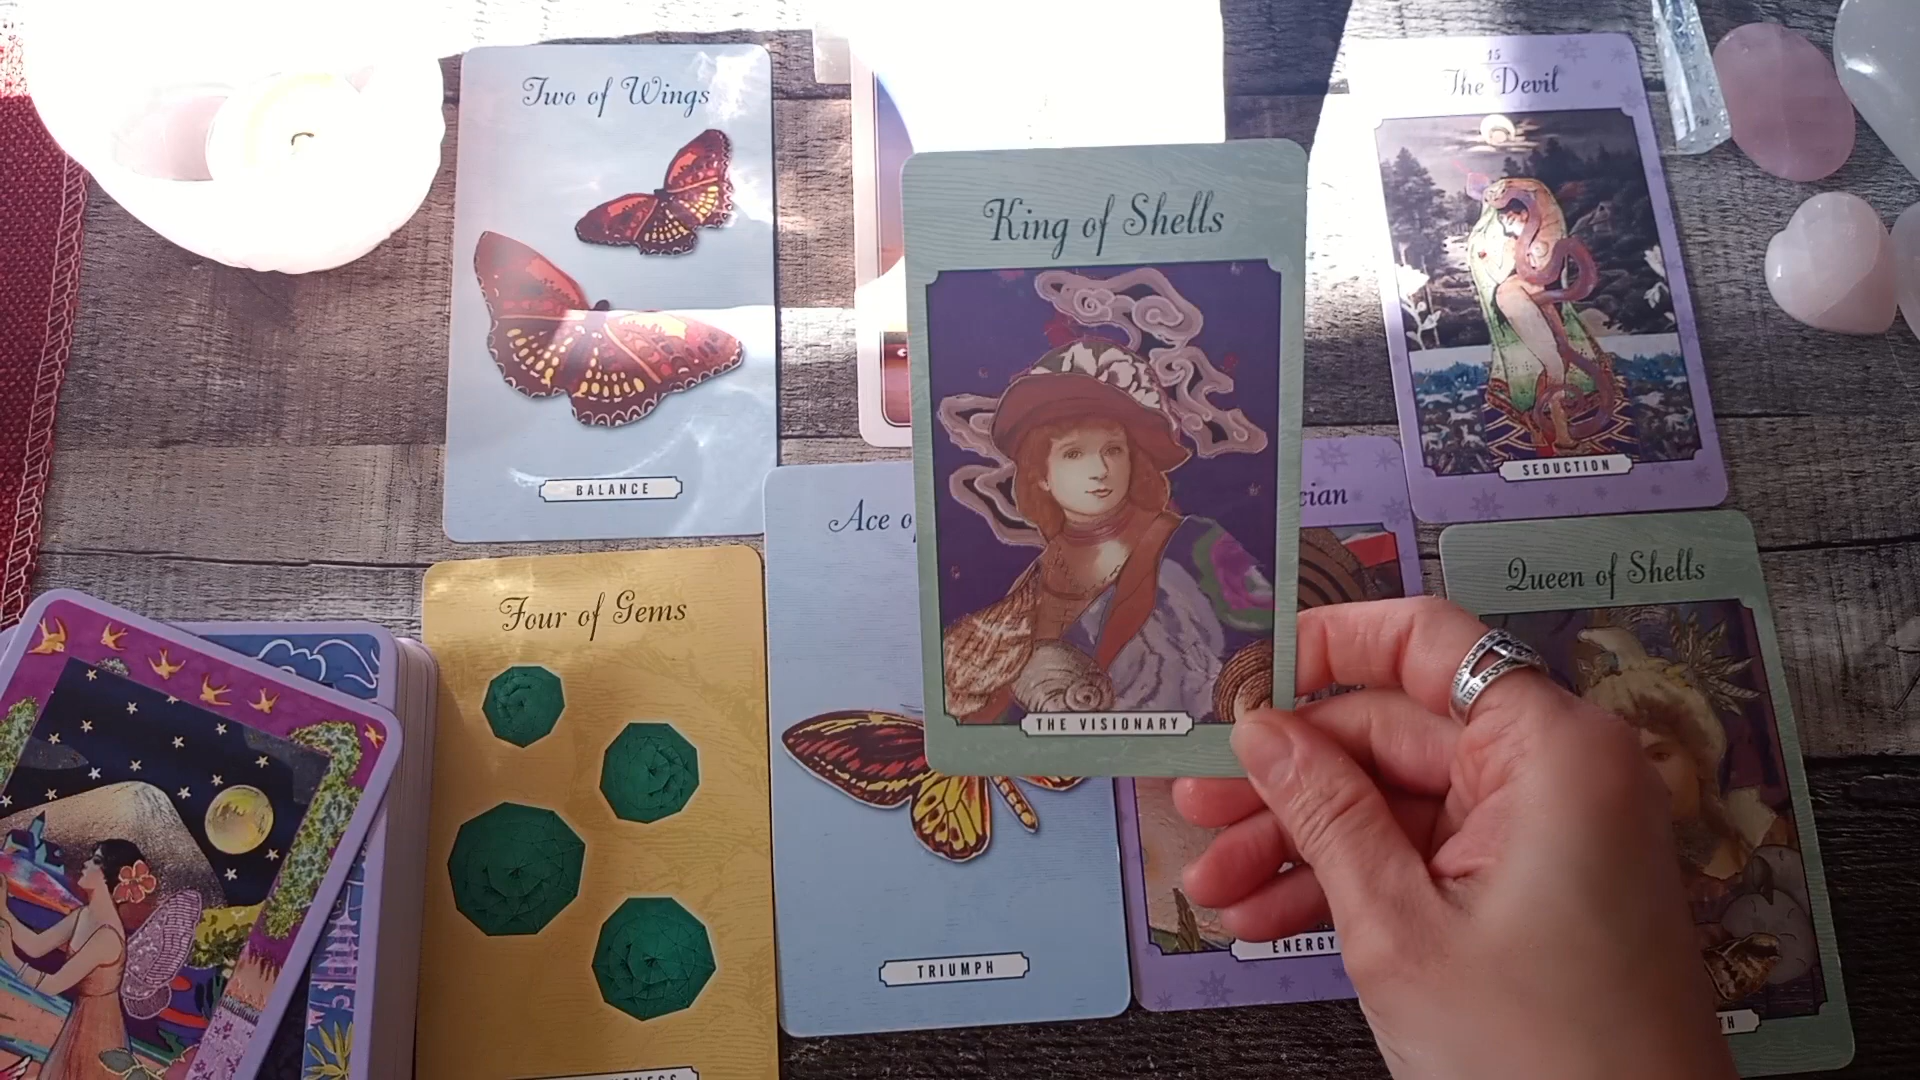 Two of Wings
BALANCE
15
The Devil
SEDUCTION
King of Shells
THE VISIONARY
Four of Gems
Ace o
TRIUMPH
cian
ENERGY
Queen of Shells
TH